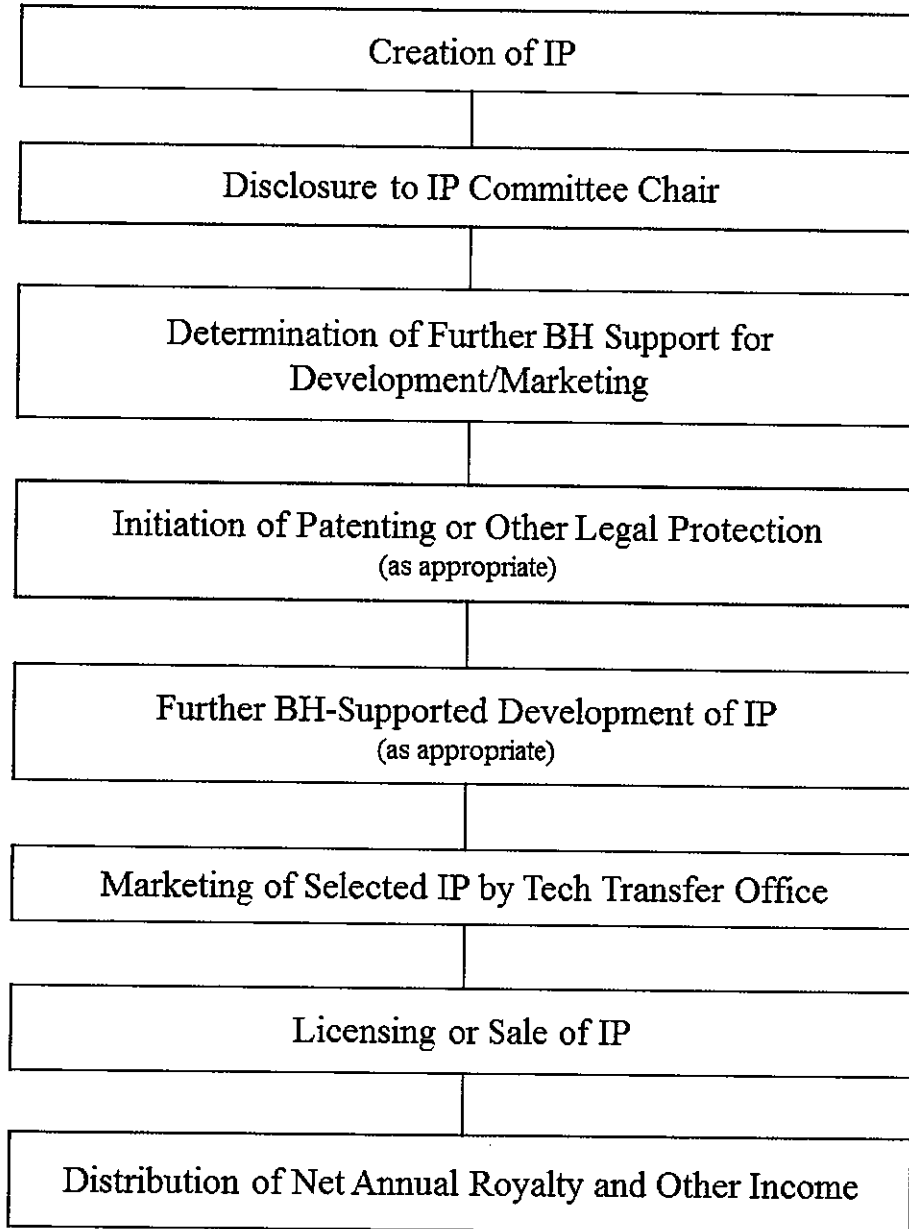 Creation of IP
Disclosure to IP Committee Chair
Determination of Further BH Support for
Development/Marketing
Initiation of Patenting or Other Legal Protection
(as appropriate)
Further BH-Supported Development of IP
(as appropriate)
Marketing of Selected IP by Tech Transfer Office
Licensing or Sale of IP
Distribution of Net Annual Royalty and Other Income